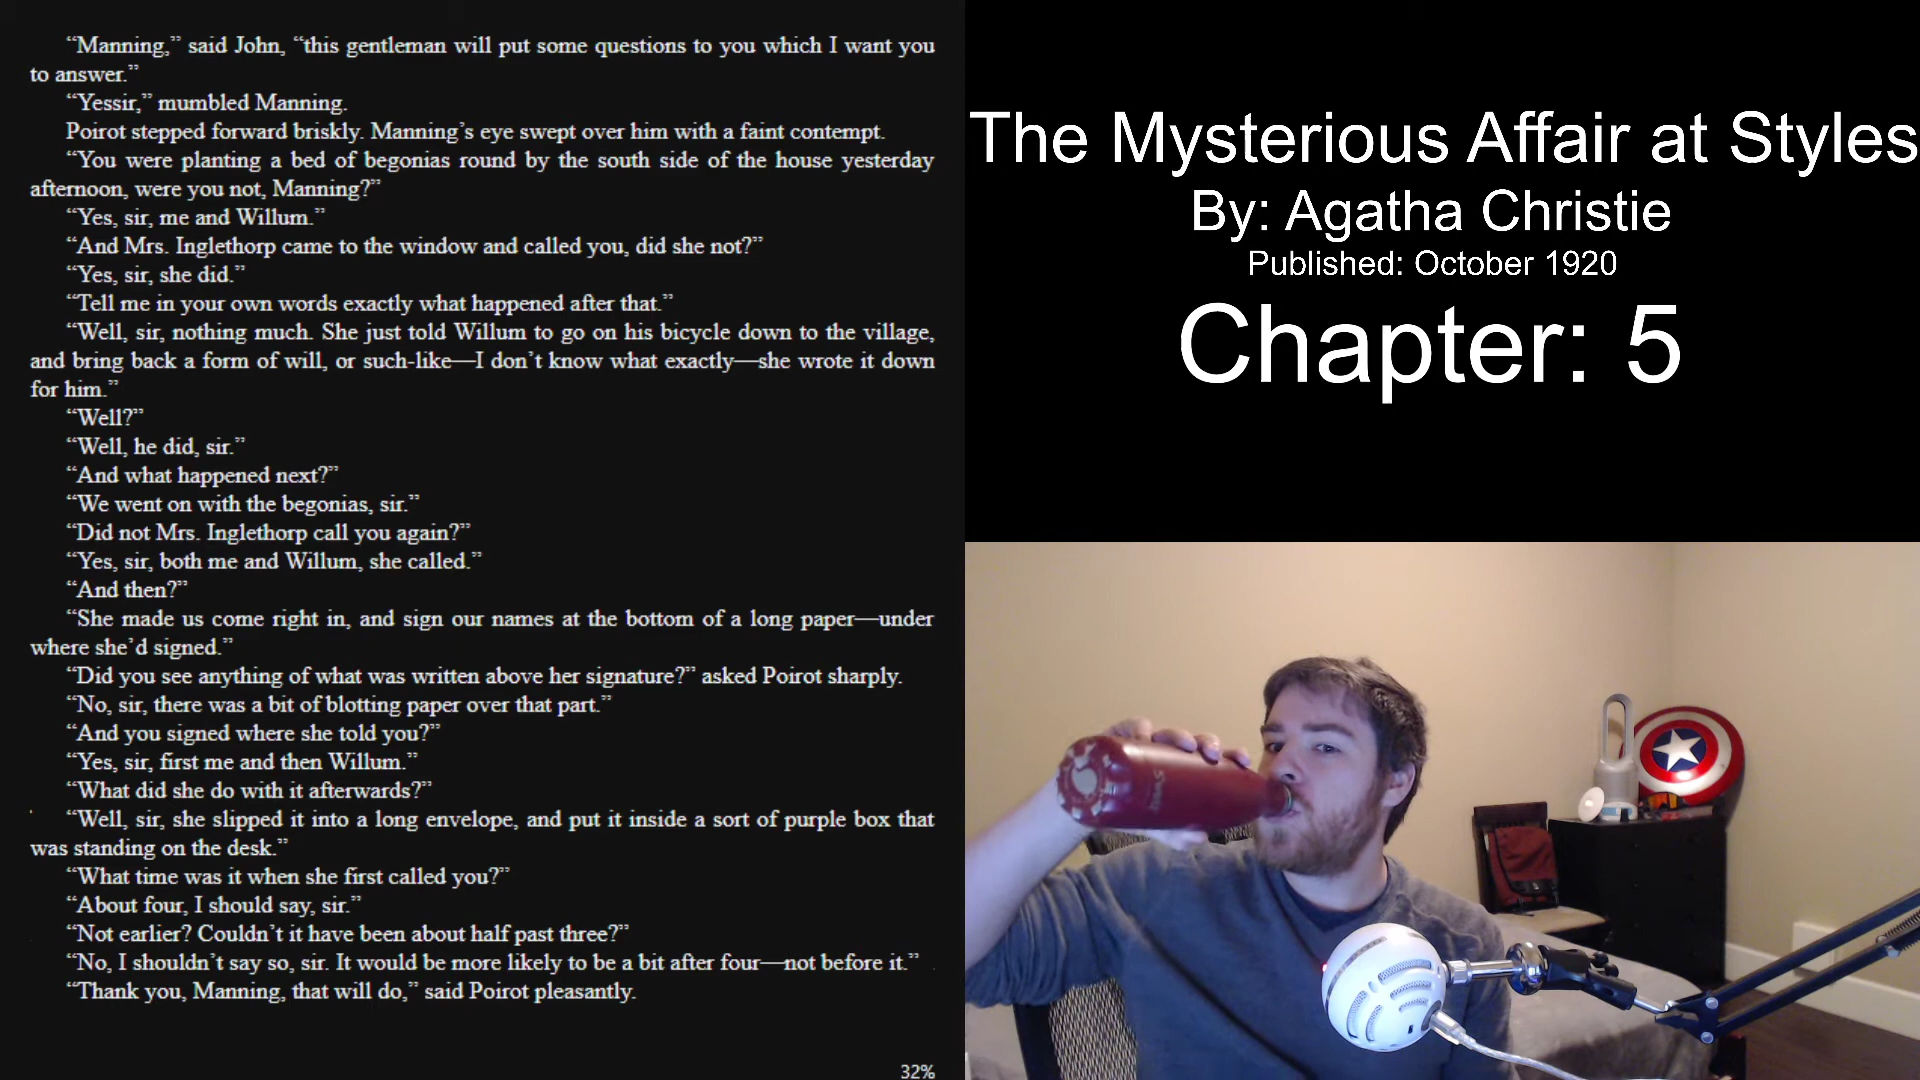 “Manning,” said John, “this gentleman will put some questions to you which I want you
to answer.”
“Yessir,” mumbled Manning.
Poirot stepped forward briskly. Manning’s eye swept over him with a faint contempt.
“You were planting a bed of begonias round by the south side of the house yesterday
afternoon, were you not, Manning?”
“Yes, sir, me and Willum.”
“And Mrs. Inglethorp came to the window and called you, did she not?”
“Yes, sir, she did.”
“Tell me in your own words exactly what happened after that.”
“Well, sir, nothing much. She just told Willum to go on his bicycle down to the village,
and bring back a form of will, or such-like—I don’t know what exactly—she wrote it down
for him.”
“Well?”
“Well, he did, sir.”
“And what happened next?”
“We went on with the begonias, sir.”
“Did not Mrs. Inglethorp call you again?”
“Yes, sir, both me and Willum, she called.”
“And then?”
“She made us come right in, and sign our names at the bottom of a long paper—under
where she’d signed.”
“Did you see anything of what was written above her signature?” asked Poirot sharply.
“No, sir, there was a bit of blotting paper over that part.”
“And you signed where she told you?”
“Yes, sir, first me and then Willum.”
“What did she do with it afterwards?”
“Well, sir, she slipped it into a long envelope, and put it inside a sort of purple box that
was standing on the desk.”
“What time was it when she first called you?”
“About four, I should say, sir.”
“Not earlier? Couldn’t it have been about half past three?”
“No, I shouldn’t say so, sir. It would be more likely to be a bit after four—not before it.”
“Thank you, Manning, that will do,” said Poirot pleasantly.
32%
The Mysterious Affair at Styles
By: Agatha Christie
Published: October 1920
Chapter: 5